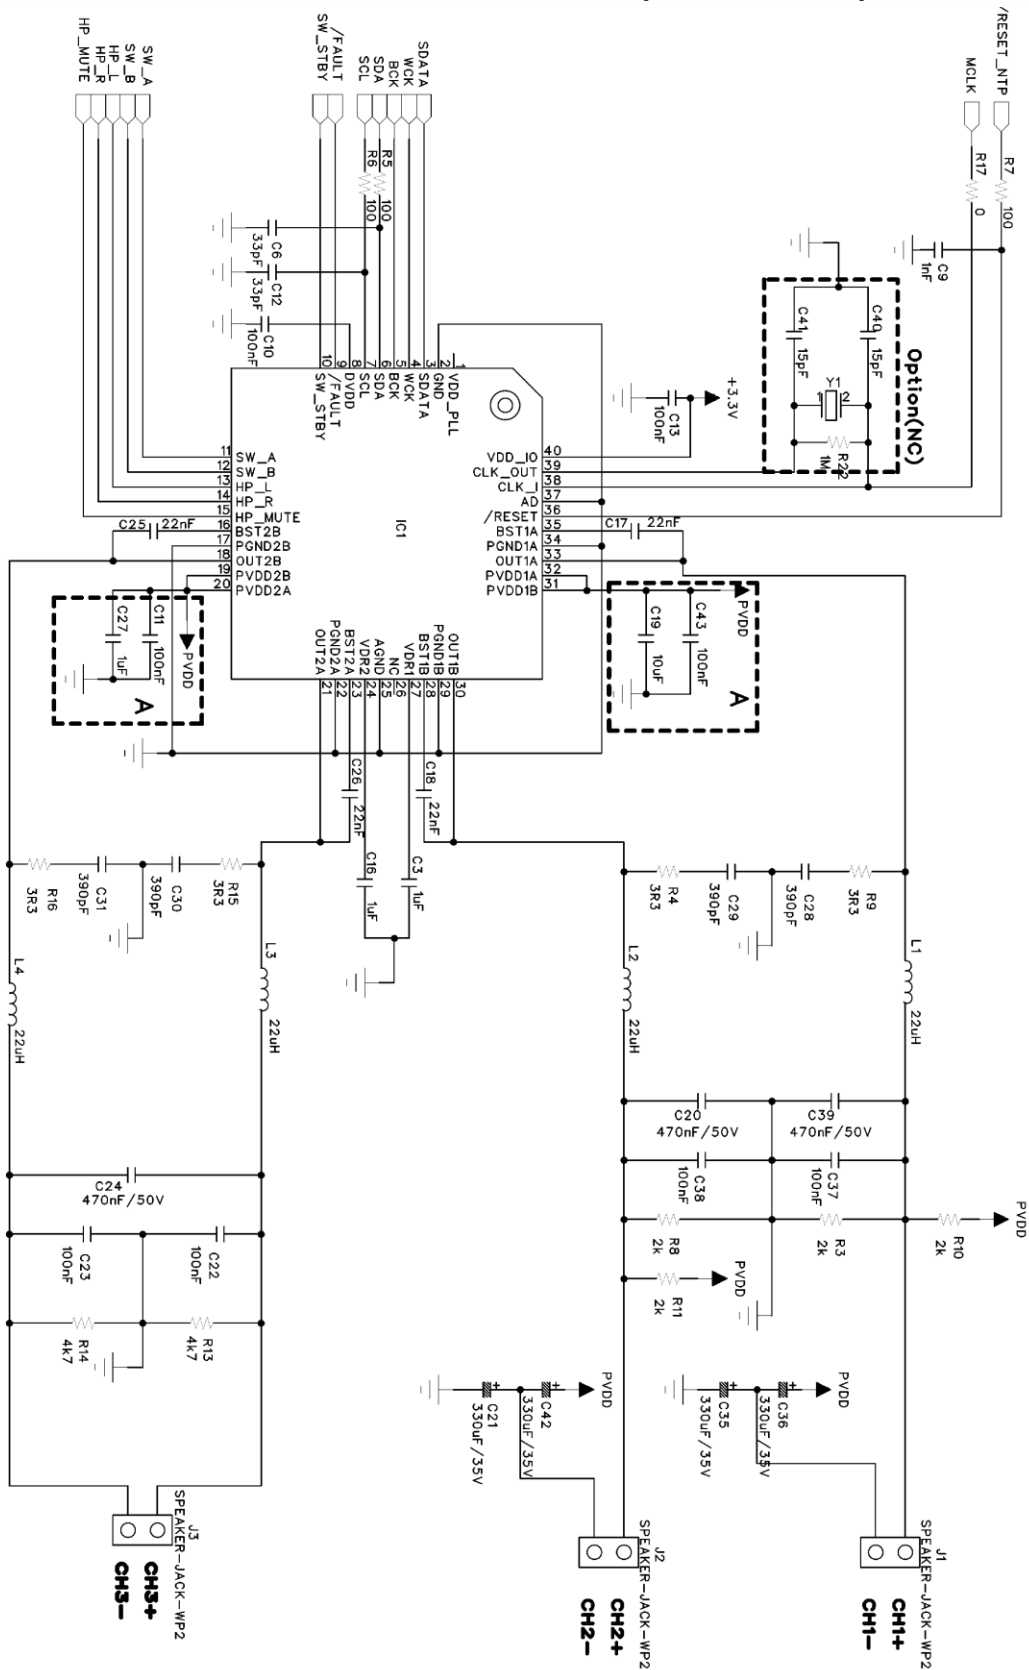 /RESET_NTP
MCLK
SDATA
WCK
BCK
SDA
SCL
/FAULT
SW_STBY
SW_A
SW_B
HP_L
HP_R
HP_MUTE
R7
100
R17
0
R5
100
R6
100
C9
1nF
C6
33pF
C12
33pF
C10
100nF
Option(NC)
C40
15pF
C41
15pF
Y1
1
2
R22
1M
+3.3V
C13
100nF
IC1
1
VDD_PLL
2
GND
3
SDATA
4
WCK
5
BCK
6
SDA
7
SCL
8
DVDD
9
/FAULT
10
SW_STBY
11
SW_A
12
SW_B
13
HP_L
14
HP_R
15
HP_MUTE
16
BST2B
17
PGND2B
18
OUT2B
19
PVDD2B
20
PVDD2A
21
OUT2A
22
PGND2A
23
BST2A
24
VDR2
25
AGND
26
NC
27
VDR1
28
BST1B
29
PGND1B
30
OUT1B
31
PVDD1B
32
PVDD1A
33
OUT1A
34
PGND1A
35
BST1A
36
/RESET
37
AD
38
CLK_I
39
CLK_OUT
40
VDD_IO
C25
22nF
C17
22nF
C27
1uF
C11
100nF
PVDD
A
C19
10uF
C43
100nF
PVDD
A
C26
22nF
C18
22nF
C16
1uF
C3
1uF
R16
3R3
C31
390pF
C30
390pF
R15
3R3
R4
3R3
C29
390pF
C28
390pF
R9
3R3
L4
22uH
L3
22uH
L2
22uH
L1
22uH
C20
470nF/50V
C39
470nF/50V
C38
100nF
C37
100nF
C24
470nF/50V
C23
100nF
C22
100nF
R8
2k
R3
2k
R10
2k
PVDD
R11
2k
PVDD
R14
4k7
R13
4k7
PVDD
C42
330uF/35V
C21
330uF/35V
PVDD
C36
330uF/35V
C35
330uF/35V
J3
SPEAKER-JACK-WP2
CH3+
CH3-
J2
SPEAKER-JACK-WP2
CH2+
CH2-
J1
SPEAKER-JACK-WP2
CH1+
CH1-